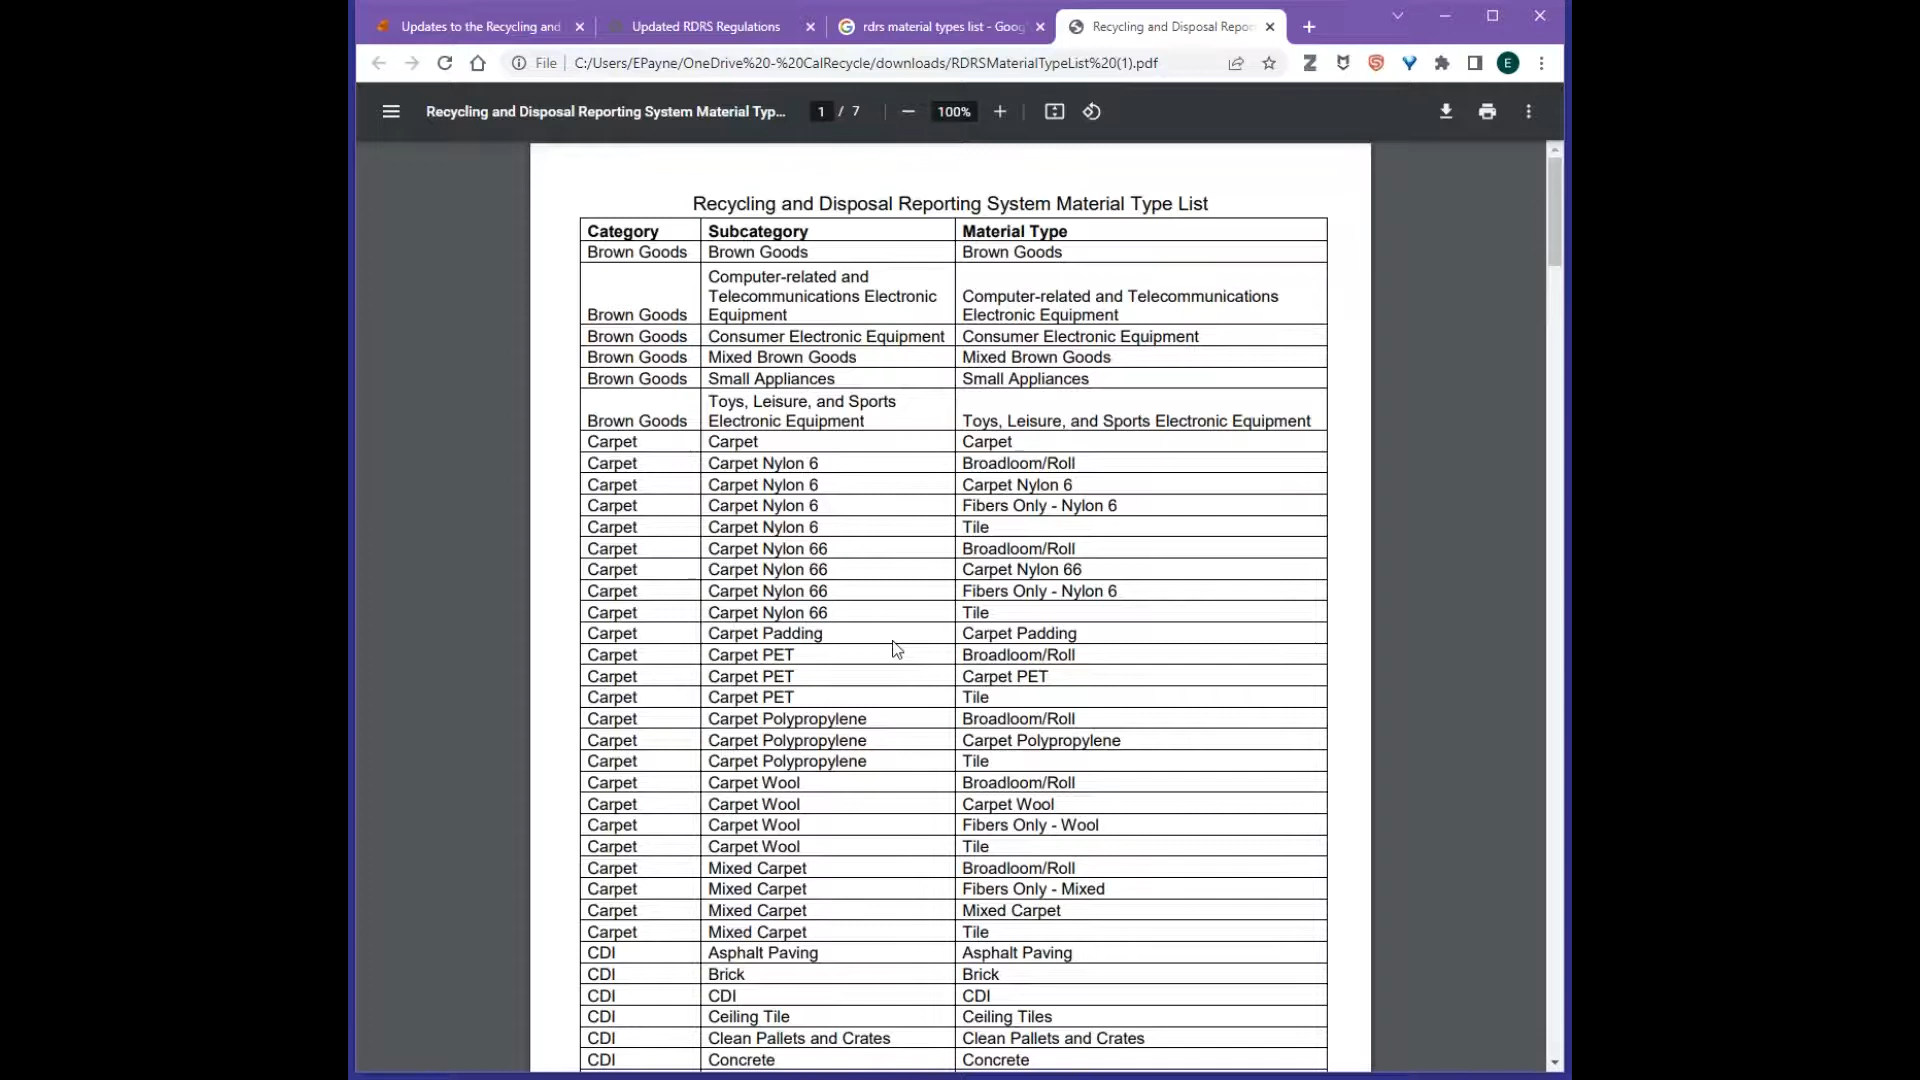 Updates to the Recycling and
Updated RDRS Regulations
rdrs material types list - Goog
Recycling and Disposal Repo
File C:/Users/EPayne/OneDrive%20-%20CalRecycle/downloads/RDRSMaterialTypeList%20(1).pdf
Z
S
E
Recycling and Disposal Reporting System Material Typ... 1 / 7 100%
Recycling and Disposal Reporting System Material Type List
Category Subcategory Material Type
Brown Goods Brown Goods Brown Goods
Computer-related and
Telecommunications Electronic Computer-related and Telecommunications
Brown Goods Equipment Electronic Equipment
Brown Goods Consumer Electronic Equipment Consumer Electronic Equipment
Brown Goods Mixed Brown Goods Mixed Brown Goods
Brown Goods Small Appliances Small Appliances
Toys, Leisure, and Sports
Brown Goods Electronic Equipment Toys, Leisure, and Sports Electronic Equipment
Carpet Carpet Carpet
Carpet Carpet Nylon 6 Broadloom/Roll
Carpet Carpet Nylon 6 Carpet Nylon 6
Carpet Carpet Nylon 6 Fibers Only - Nylon 6
Carpet Carpet Nylon 6 Tile
Carpet Carpet Nylon 66 Broadloom/Roll
Carpet Carpet Nylon 66 Carpet Nylon 66
Carpet Carpet Nylon 66 Fibers Only - Nylon 6
Carpet Carpet Nylon 66 Tile
Carpet Carpet Padding Carpet Padding
Carpet Carpet PET Broadloom/Roll
Carpet Carpet PET Carpet PET
Carpet Carpet PET Tile
Carpet Carpet Polypropylene Broadloom/Roll
Carpet Carpet Polypropylene Carpet Polypropylene
Carpet Carpet Polypropylene Tile
Carpet Carpet Wool Broadloom/Roll
Carpet Carpet Wool Carpet Wool
Carpet Carpet Wool Fibers Only - Wool
Carpet Carpet Wool Tile
Carpet Mixed Carpet Broadloom/Roll
Carpet Mixed Carpet Fibers Only - Mixed
Carpet Mixed Carpet Mixed Carpet
Carpet Mixed Carpet Tile
CDI Asphalt Paving Asphalt Paving
CDI Brick Brick
CDI CDI CDI
CDI Ceiling Tile Ceiling Tiles
CDI Clean Pallets and Crates Clean Pallets and Crates
CDI Concrete Concrete